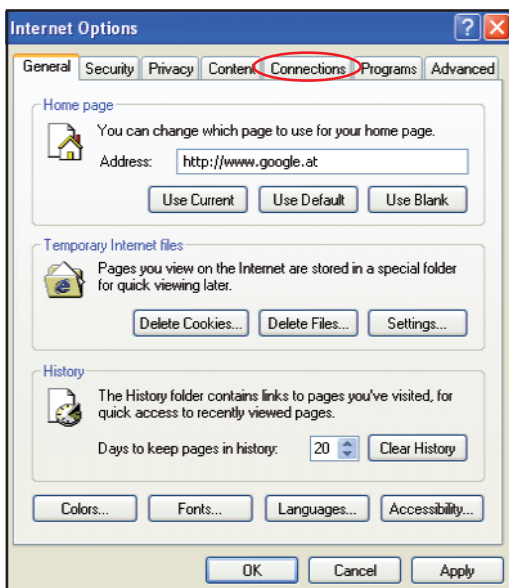 Internet Options
General Security Privacy Content Connections Programs Advanced
Home page
You can change which page to use for your home page.
Address: http://www.google.at
Use Current Use Default Use Blank
Temporary Internet files
Pages you view on the Internet are stored in a special folder
for quick viewing later.
Delete Cookies... Delete Files... Settings...
History
The History folder contains links to pages you've visited, for
quick access to recently viewed pages.
Days to keep pages in history: 20 Clear History
Colors... Fonts... Languages... Accessibility...
OK Cancel Apply